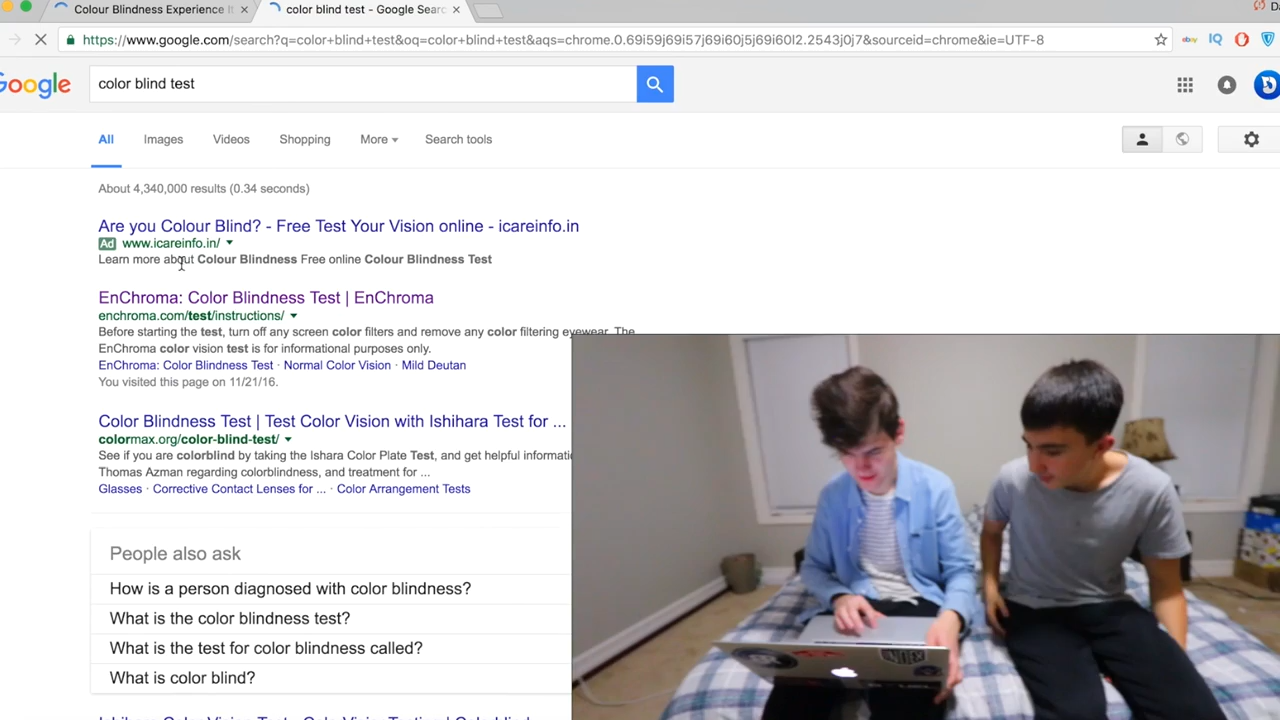 Colour Blindness Experience It
color blind test - Google Searc
https://www.google.com/search?q=color+blind+test&oq=color+blind+test&aqs=chrome.0.69i59j69i57j69i60j5j69i60l2.2543j0j7&sourceid=chrome&ie=UTF-8
ebay IQ
Google
color blind test
All Images Videos Shopping More Search tools
About 4,340,000 results (0.34 seconds)
Are you Colour Blind? - Free Test Your Vision online - icareinfo.in
Ad www.icareinfo.in/
Learn more about Colour Blindness Free online Colour Blindness Test
EnChroma: Color Blindness Test | EnChroma
enchroma.com/test/instructions/
Before starting the test, turn off any screen color filters and remove any color filtering eyewear. The
EnChroma color vision test is for informational purposes only.
EnChroma: Color Blindness Test · Normal Color Vision · Mild Deutan
You visited this page on 11/21/16.
Color Blindness Test | Test Color Vision with Ishihara Test for ...
colormax.org/color-blind-test/
See if you are colorblind by taking the Ishara Color Plate Test, and get helpful informati
Thomas Azman regarding colorblindness, and treatment for ...
Glasses · Corrective Contact Lenses for ... · Color Arrangement Tests
People also ask
How is a person diagnosed with color blindness?
What is the color blindness test?
What is the test for color blindness called?
What is color blind?